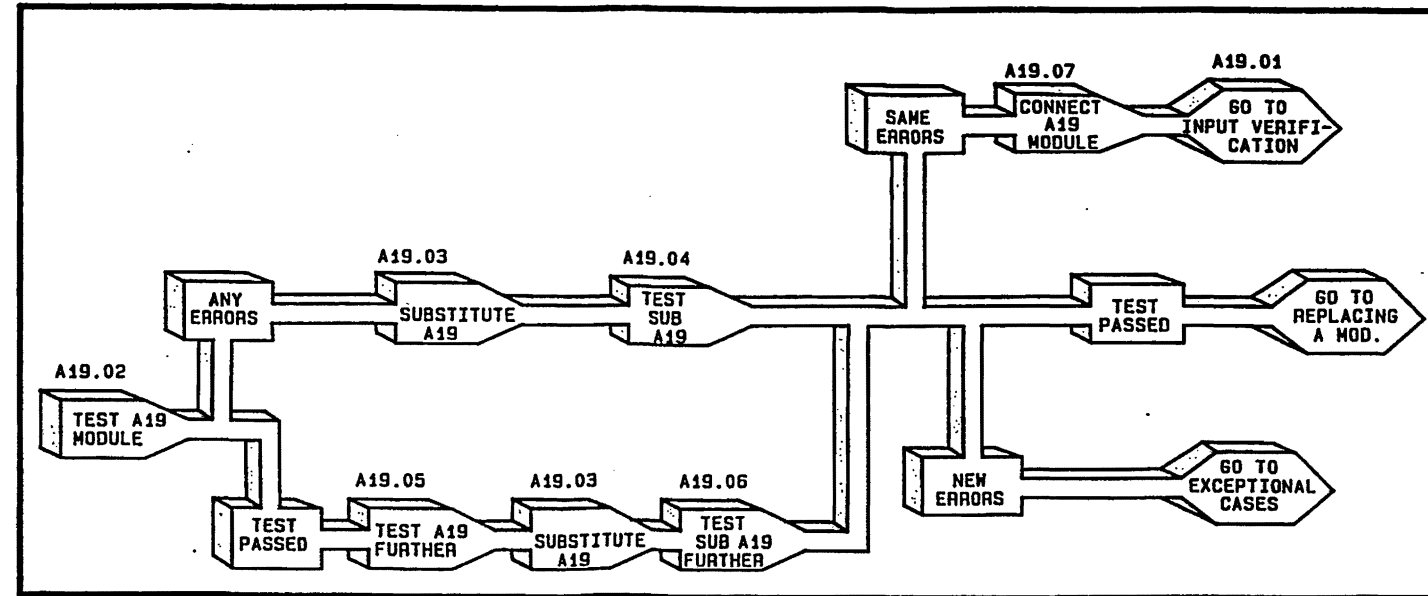 A19.07
A19.01
SAME
ERRORS
CONNECT
A19
MODULE
GO TO
INPUT VERIFI-
CATION
A19.03
A19.04
ANY
ERRORS
SUBSTITUTE
A19
TEST
SUB
A19
TEST
PASSED
GO TO
REPLACING
A MOD.
A19.02
TEST A19
MODULE
A19.05
A19.03
A19.06
TEST
PASSED
TEST A19
FURTHER
SUBSTITUTE
A19
TEST
SUB A19
FURTHER
NEW
ERRORS
GO TO
EXCEPTIONAL
CASES